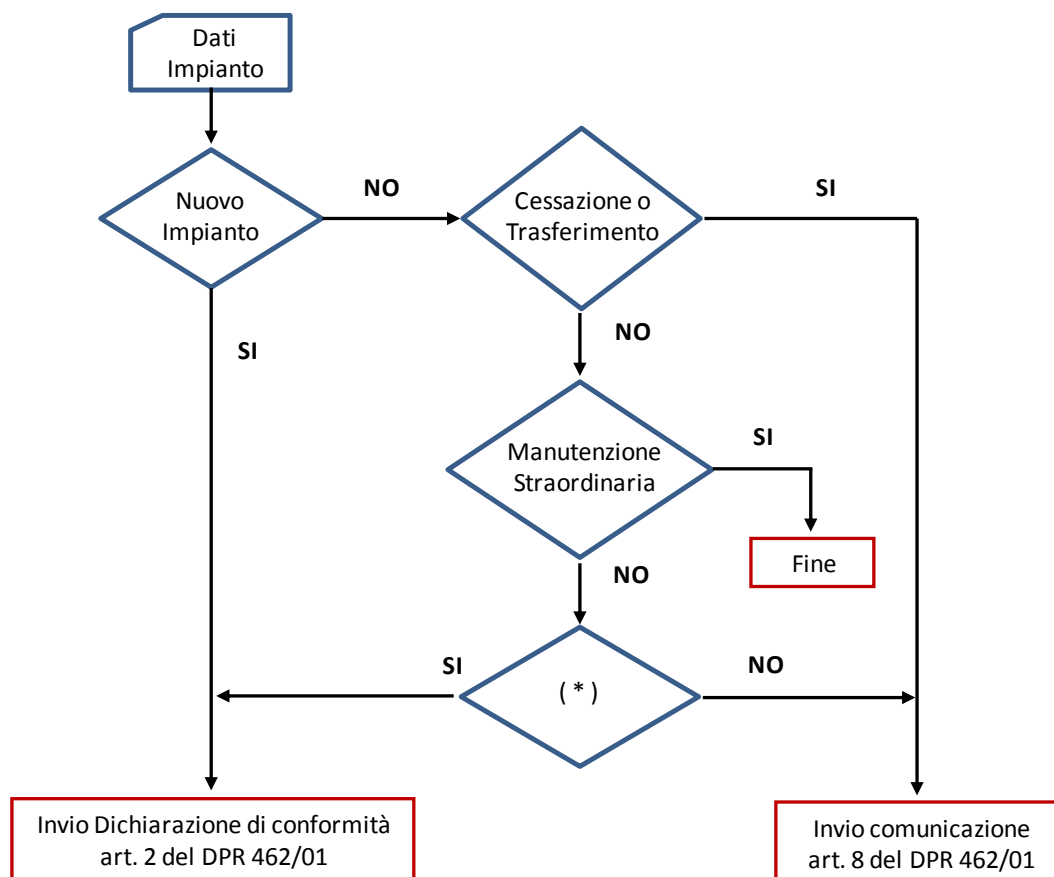 Dati
Impianto
Nuovo
Impianto
NO
Cessazione o
Trasferimento
SI
SI
NO
Manutenzione
Straordinaria
SI
Fine
NO
SI
( * )
NO
Invio Dichiarazione di conformità
art. 2 del DPR 462/01
Invio comunicazione
art. 8 del DPR 462/01